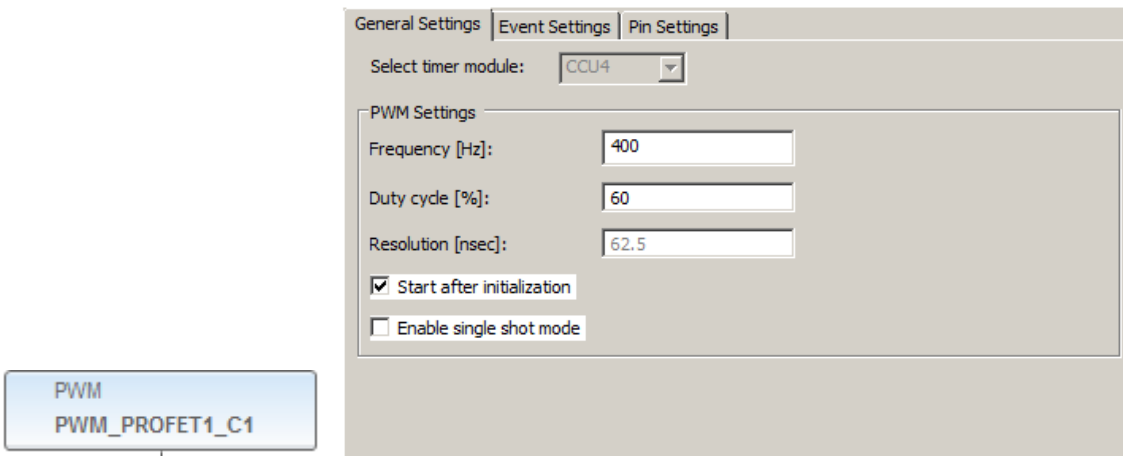 General Settings Event Settings Pin Settings
Select timer module: CCU4
PWM Settings
Frequency [Hz]: 400
Duty cycle [%]: 60
Resolution [nsec]: 62.5
Start after initialization
Enable single shot mode
PWM
PWM_PROFET1_C1